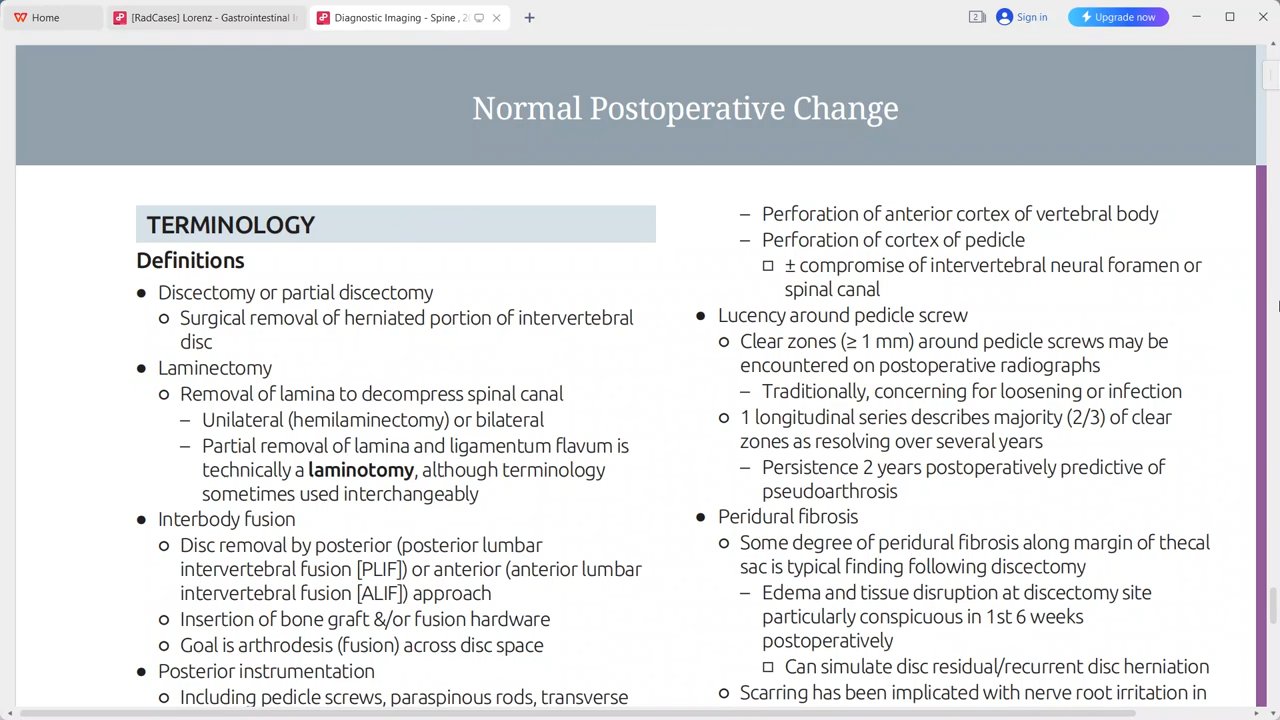 Home
[RadCases] Lorenz - Gastrointestinal I
Diagnostic Imaging - Spine , 2
2
Sign in
Upgrade now
Normal Postoperative Change
TERMINOLOGY
Definitions
● Discectomy or partial discectomy
○ Surgical removal of herniated portion of intervertebral
disc
● Laminectomy
○ Removal of lamina to decompress spinal canal
– Unilateral (hemilaminectomy) or bilateral
– Partial removal of lamina and ligamentum flavum is
technically a laminotomy, although terminology
sometimes used interchangeably
● Interbody fusion
○ Disc removal by posterior (posterior lumbar
intervertebral fusion [PLIF]) or anterior (anterior lumbar
intervertebral fusion [ALIF]) approach
○ Insertion of bone graft &/or fusion hardware
○ Goal is arthrodesis (fusion) across disc space
● Posterior instrumentation
○ Including pedicle screws, paraspinous rods, transverse
– Perforation of anterior cortex of vertebral body
– Perforation of cortex of pedicle
□ ± compromise of intervertebral neural foramen or
spinal canal
● Lucency around pedicle screw
○ Clear zones (≥ 1 mm) around pedicle screws may be
encountered on postoperative radiographs
– Traditionally, concerning for loosening or infection
○ 1 longitudinal series describes majority (2/3) of clear
zones as resolving over several years
– Persistence 2 years postoperatively predictive of
pseudoarthrosis
● Peridural fibrosis
○ Some degree of peridural fibrosis along margin of thecal
sac is typical finding following discectomy
– Edema and tissue disruption at discectomy site
particularly conspicuous in 1st 6 weeks
postoperatively
□ Can simulate disc residual/recurrent disc herniation
○ Scarring has been implicated with nerve root irritation in